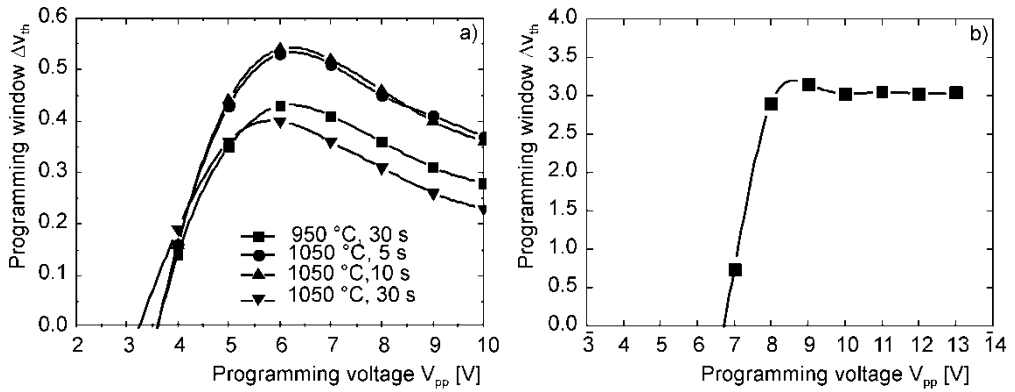 a)
Programming window Δv_th
0.6
0.5
0.4
0.3
0.2
0.1
0.0
950 °C, 30 s
1050 °C, 5 s
1050 °C, 10 s
1050 °C, 30 s
2 3 4 5 6 7 8 9 10
Programming voltage V_pp [V]
b)
Programming window Δv_th
4.0
3.5
3.0
2.5
2.0
1.5
1.0
0.5
0.0
3 4 5 6 7 8 9 10 11 12 13 14
Programming voltage V_pp [V]